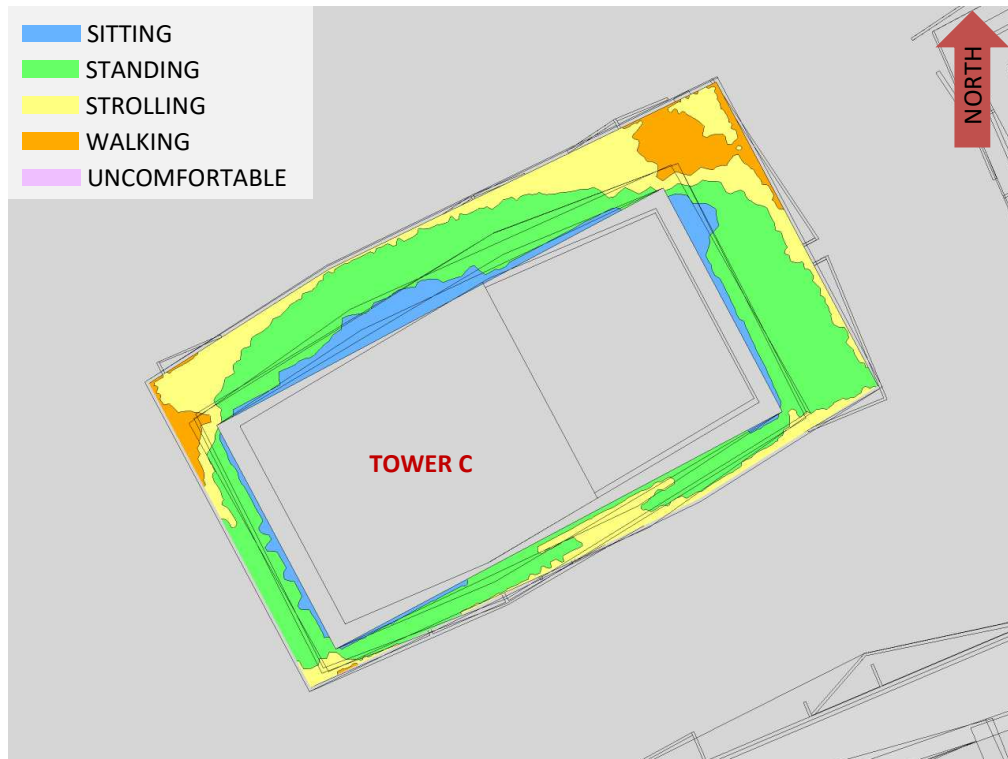 SITTING
STANDING
STROLLING
WALKING
UNCOMFORTABLE
NORTH
TOWER C